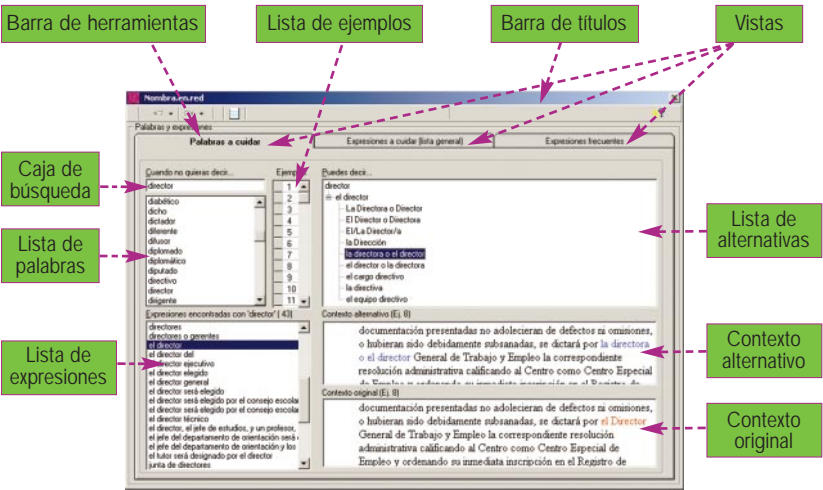 Barra de herramientas
Lista de ejemplos
Barra de títulos
Vistas
Nombra.en.red
Palabras y expresiones
Palabras a cuidar
Expresiones a cuidar (lista general)
Expresiones frecuentes
Caja de
búsqueda
Lista de
palabras
Lista de
expresiones
Cuando no quieras decir...
director
diabético
dicho
dictador
diferente
difusor
diplomado
diplomático
diputado
directivo
director
dirigente
1
2
3
4
5
6
7
8
9
10
11
Puedes decir...
director
el director
La Directora o Director
El Director o Directora
El/La Director/a
la Dirección
la directora o el director
el director o la directora
el cargo directivo
la directiva
el equipo directivo
Expresiones encontradas con 'director' ( 43)
directores
directores o gerentes
el director
el director del
el director ejecutivo
el director elegido
el director general
el director será elegido
el director será elegido por el consejo escolar
el director será elegido por el consejo escolar
el director técnico
el director, el jefe de estudios, y un profesor,
el jefe del departamento de orientación será
el jefe del departamento de orientación y los
el tutor será designado por el director
junta de directores
Contexto alternativo (Ej. 8)
documentación presentadas no adolecieran de defectos ni omisiones,
o hubieran sido debidamente subsanadas, se dictará por la directora
o el director General de Trabajo y Empleo la correspondiente
resolución administrativa calificando al Centro como Centro Especial
de Empleo y ordenando su inmediata inscripción en el Registro de
Contexto original (Ej. 8)
documentación presentadas no adolecieran de defectos ni omisiones,
o hubieran sido debidamente subsanadas, se dictará por el Director
General de Trabajo y Empleo la correspondiente resolución
administrativa calificando al Centro como Centro Especial de
Empleo y ordenando su inmediata inscripción en el Registro de
Lista de
alternativas
Contexto
alternativo
Contexto
original